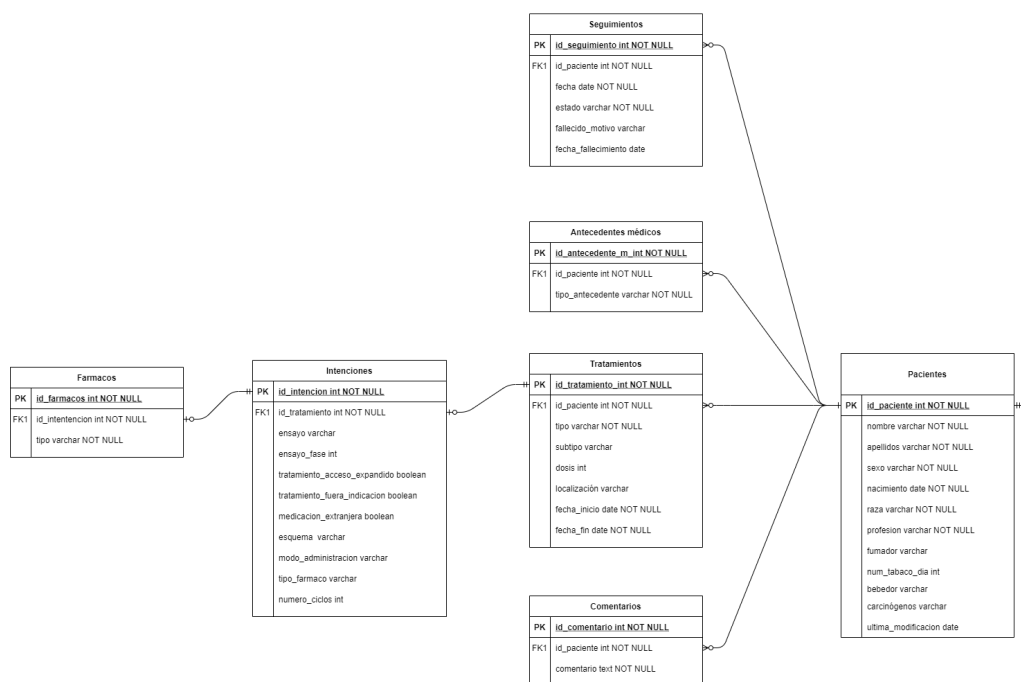 Seguimientos
PK id_seguimiento int NOT NULL
FK1 id_paciente int NOT NULL
fecha date NOT NULL
estado varchar NOT NULL
fallecido_motivo varchar
fecha_fallecimiento date
Antecedentes médicos
PK id_antecedente_m_int NOT NULL
FK1 id_paciente int NOT NULL
tipo_antecedente varchar NOT NULL
Farmacos
PK id_farmacos int NOT NULL
FK1 id_intentencion int NOT NULL
tipo varchar NOT NULL
Intenciones
PK id_intencion int NOT NULL
FK1 id_tratamiento int NOT NULL
ensayo varchar
ensayo_fase int
tratamiento_acceso_expandido boolean
tratamiento_fuera_indicacion boolean
medicacion_extranjera boolean
esquema varchar
modo_administracion varchar
tipo_farmaco varchar
numero_ciclos int
Tratamientos
PK id_tratamiento_int NOT NULL
FK1 id_paciente int NOT NULL
tipo varchar NOT NULL
subtipo varchar
dosis int
localización varchar
fecha_inicio date NOT NULL
fecha_fin date NOT NULL
Pacientes
PK id_paciente int NOT NULL
nombre varchar NOT NULL
apellidos varchar NOT NULL
sexo varchar NOT NULL
nacimiento date NOT NULL
raza varchar NOT NULL
profesion varchar NOT NULL
fumador varchar
num_tabaco_dia int
bebedor varchar
carcinógenos varchar
ultima_modificacion date
Comentarios
PK id_comentario int NOT NULL
FK1 id_paciente int NOT NULL
comentario text NOT NULL